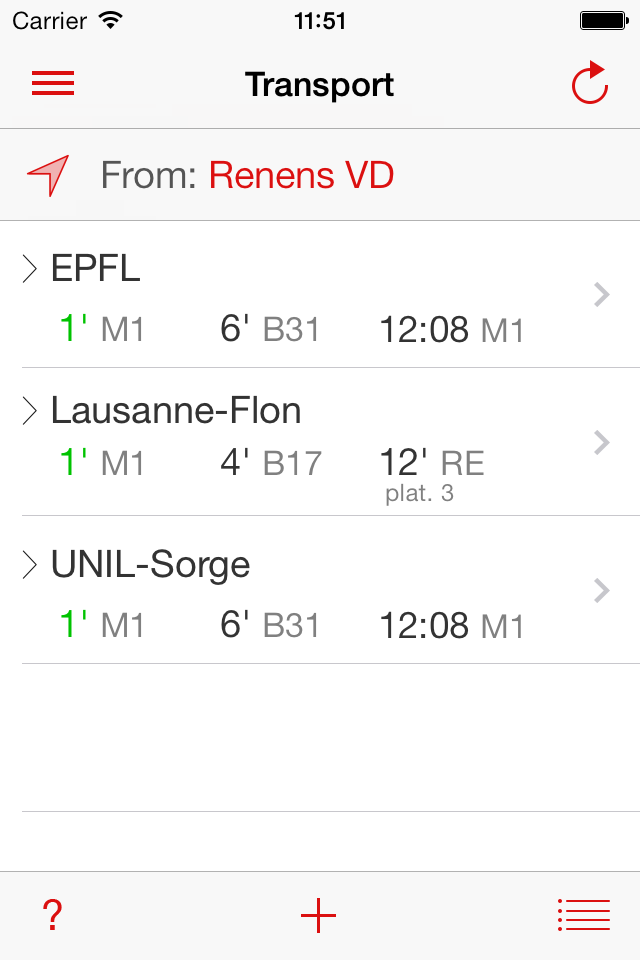 Carrier 11:51
Transport
From: Renens VD
EPFL
1' M1 6' B31 12:08 M1
Lausanne-Flon
1' M1 4' B17 12' RE
plat. 3
UNIL-Sorge
1' M1 6' B31 12:08 M1
?